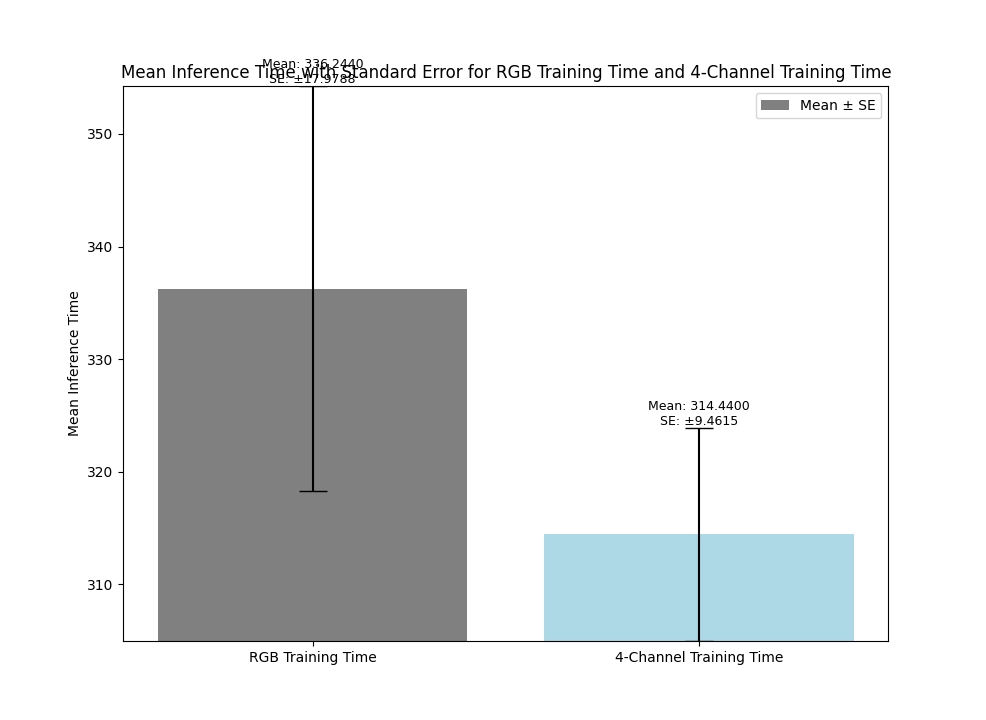 Mean: 336.2440
SE: ±17.9788
Mean Inference Time with Standard Error for RGB Training Time and 4-Channel Training Time
Mean ± SE
350
340
330
320
310
Mean Inference Time
Mean: 314.4400
SE: ±9.4615
RGB Training Time
4-Channel Training Time